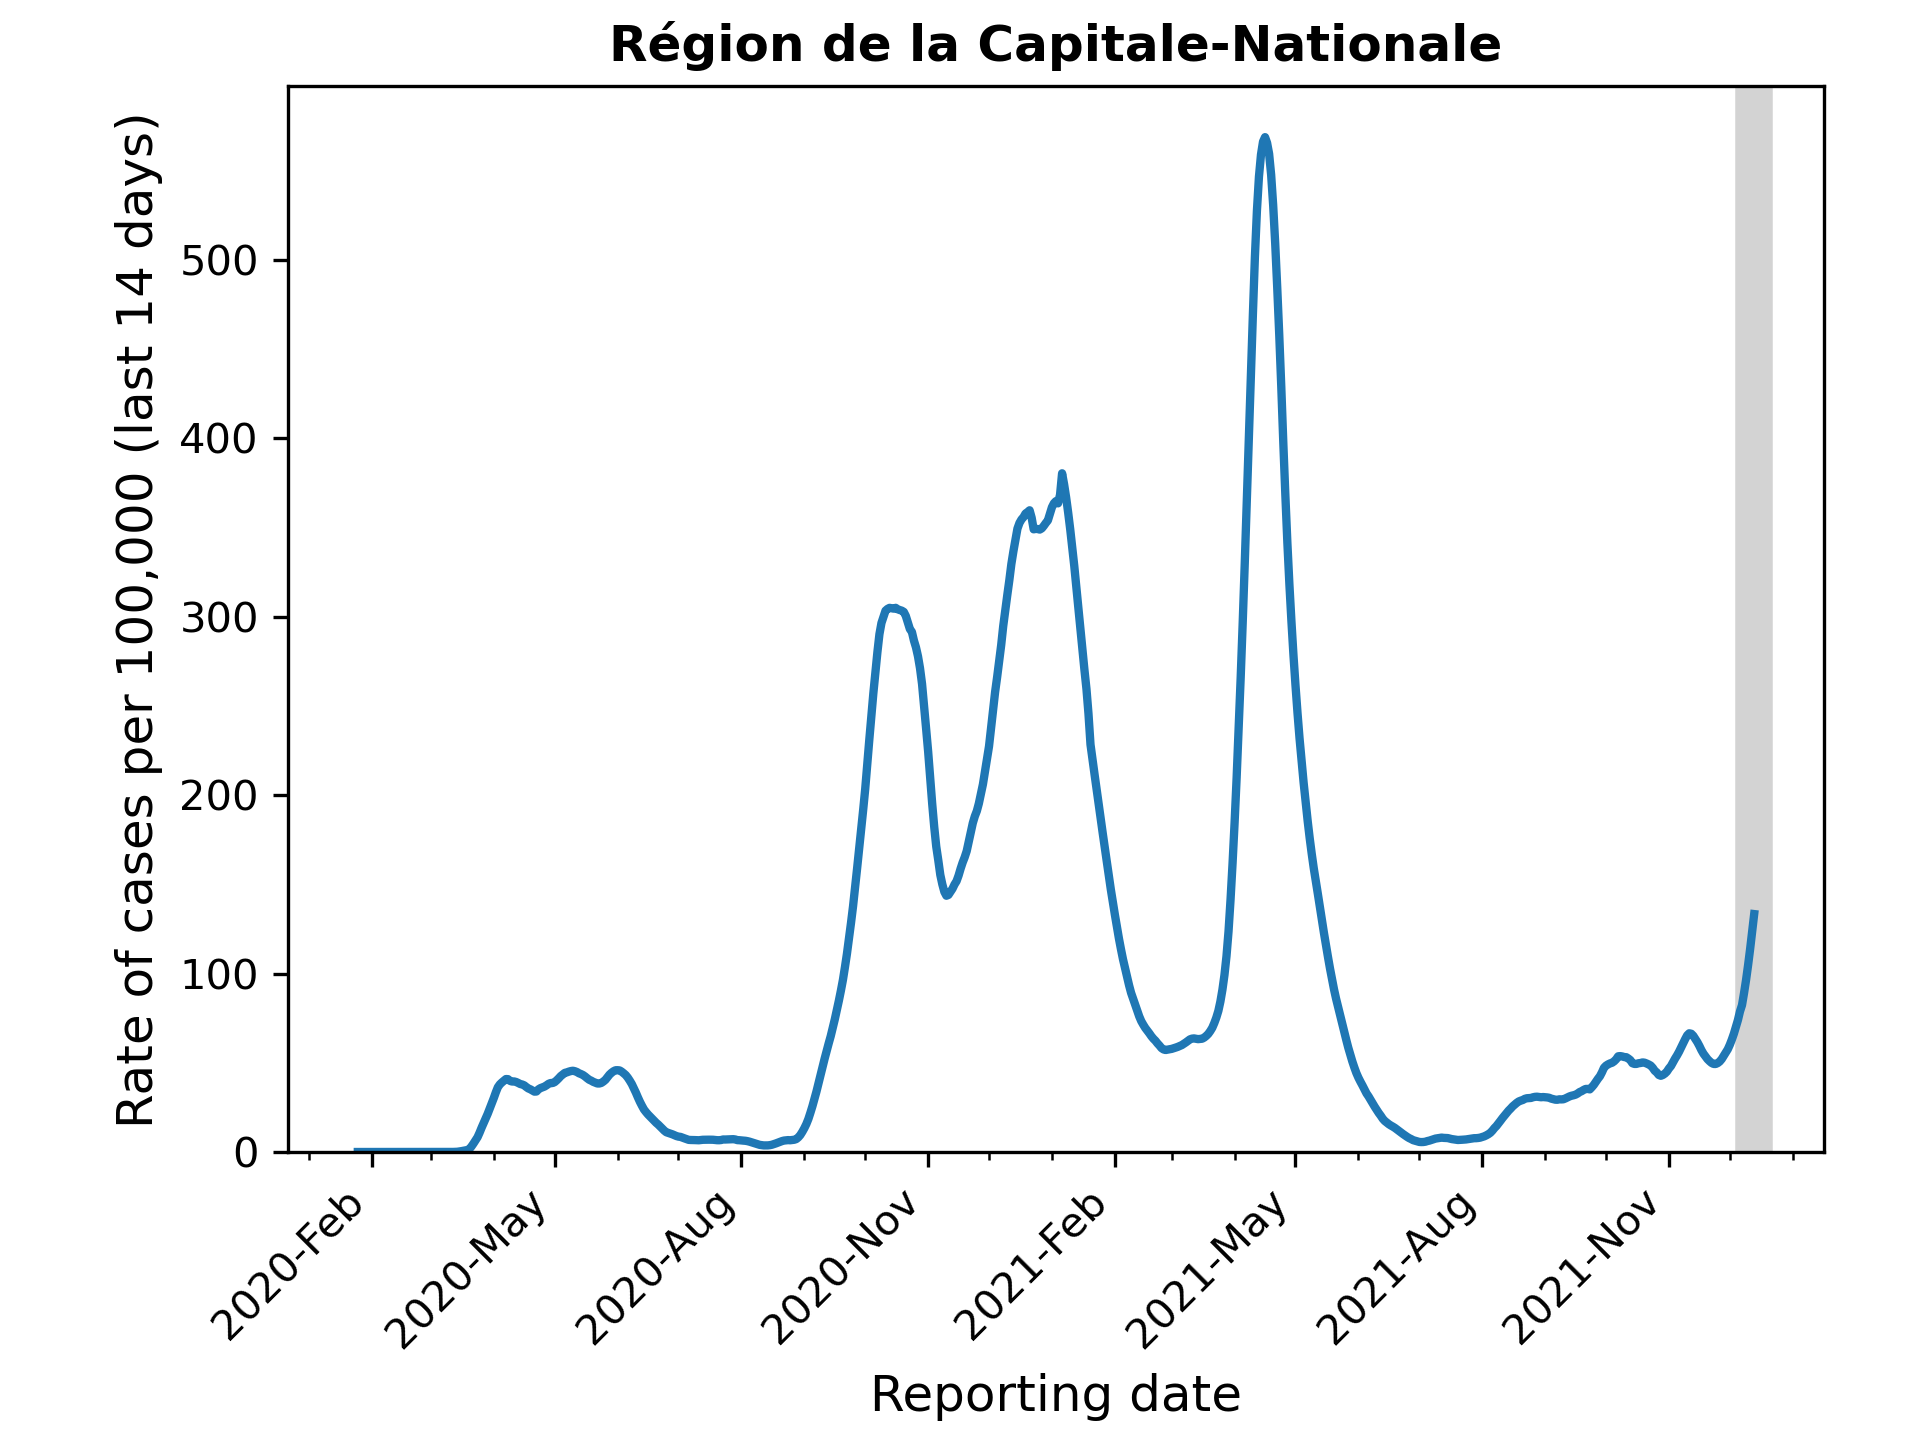 Région de la Capitale-Nationale
Rate of cases per 100,000 (last 14 days)
500
400
300
200
100
0
2020-Feb
2020-May
2020-Aug
2020-Nov
2021-Feb
2021-May
2021-Aug
2021-Nov
Reporting date